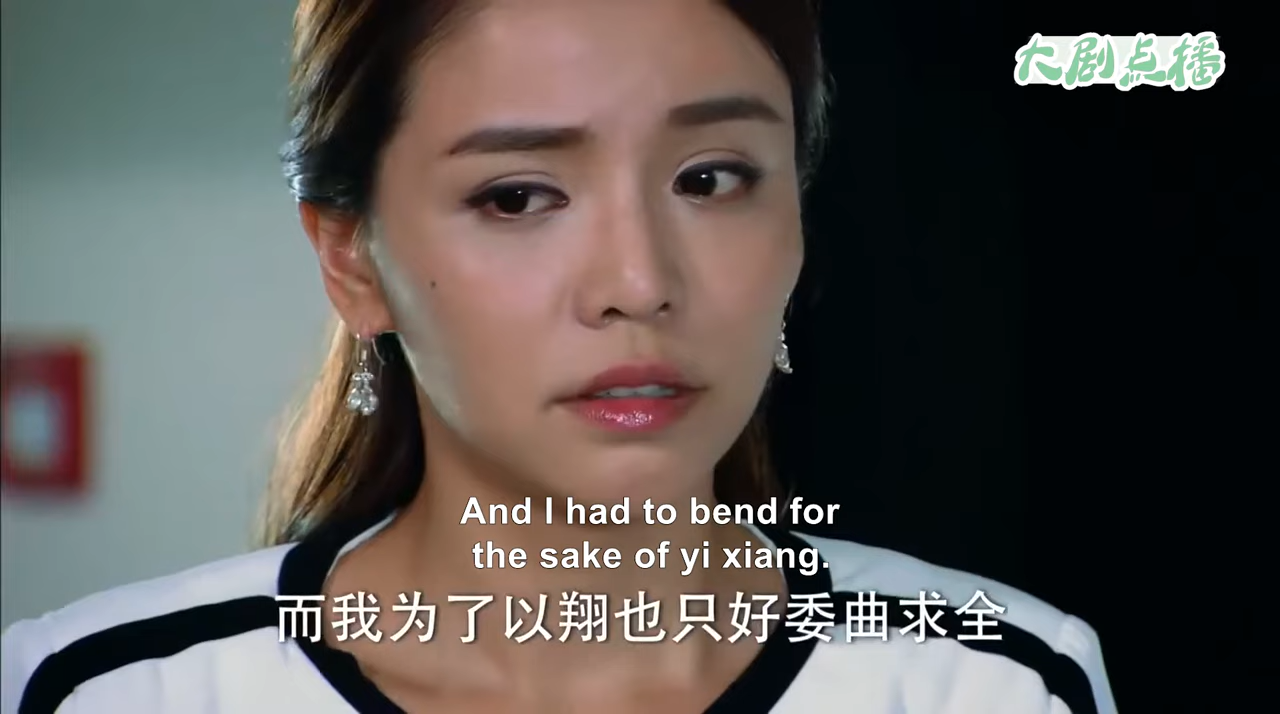 大剧点播
And I had to bend for
the sake of yi xiang.
而我为了以翔也只好委曲求全